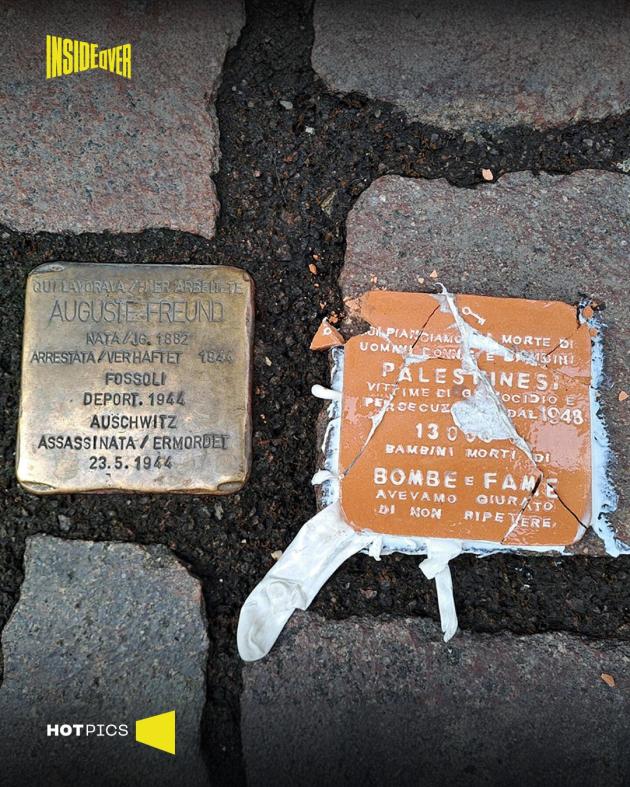 INSIDEOVER
QUI LAVORAVA / HIER ARBEITETE
AUGUSTE FREUND
NATA / JG. 1882
ARRESTATA / VERHAFTET 1944
FOSSOLI
DEPORT. 1944
AUSCHWITZ
ASSASSINATA / ERMORDET
23.5.1944
PIANGIAMO LA MORTE DI
UOMINI DONNE E BAMBINI
PALESTINESI
VITTIME DI GENOCIDIO E
DAL 1948
BAMBINI MORTI DI
BOMBE E FAME
AVEVAMO GIURATO
DI NON RIPETERE
HOTPICS